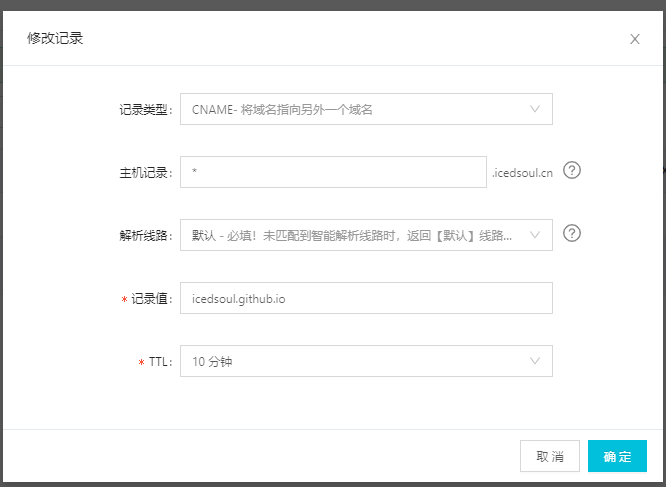 修改记录
记录类型: CNAME- 将域名指向另外一个域名
主机记录: * .icedsoul.cn
解析线路: 默认 - 必填！未匹配到智能解析线路时，返回【默认】线路...
* 记录值: icedsoul.github.io
* TTL: 10 分钟
取消 确定